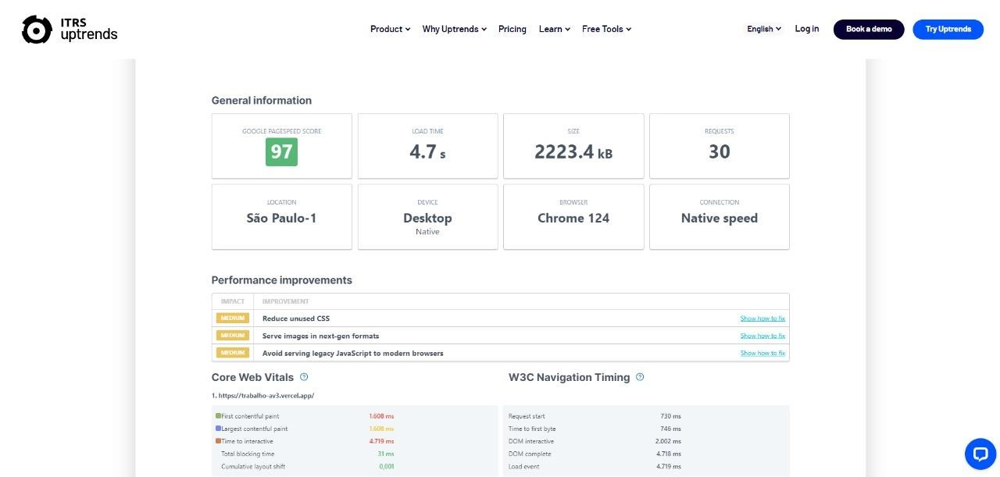 ITRS
uptrends
Product Why Uptrends Pricing Learn Free Tools English Log in Book a demo Try Uptrends
General information
GOOGLE PAGESPEED SCORE
97
LOAD TIME
4.7 s
SIZE
2223.4 kB
REQUESTS
30
LOCATION
São Paulo-1
DEVICE
Desktop
Native
BROWSER
Chrome 124
CONNECTION
Native speed
Performance improvements
IMPACT IMPROVEMENT
MEDIUM Reduce unused CSS Show how to fix
MEDIUM Serve images in next-gen formats Show how to fix
MEDIUM Avoid serving legacy JavaScript to modern browsers Show how to fix
Core Web Vitals ?
1. https://trabalho-av3.vercel.app/
First contentful paint 1.608 ms
Largest contentful paint 1.608 ms
Time to interactive 4.719 ms
Total blocking time 31 ms
Cumulative layout shift 0,001
W3C Navigation Timing ?
Request start 730 ms
Time to first byte 746 ms
DOM interactive 2.002 ms
DOM complete 4.718 ms
Load event 4.719 ms